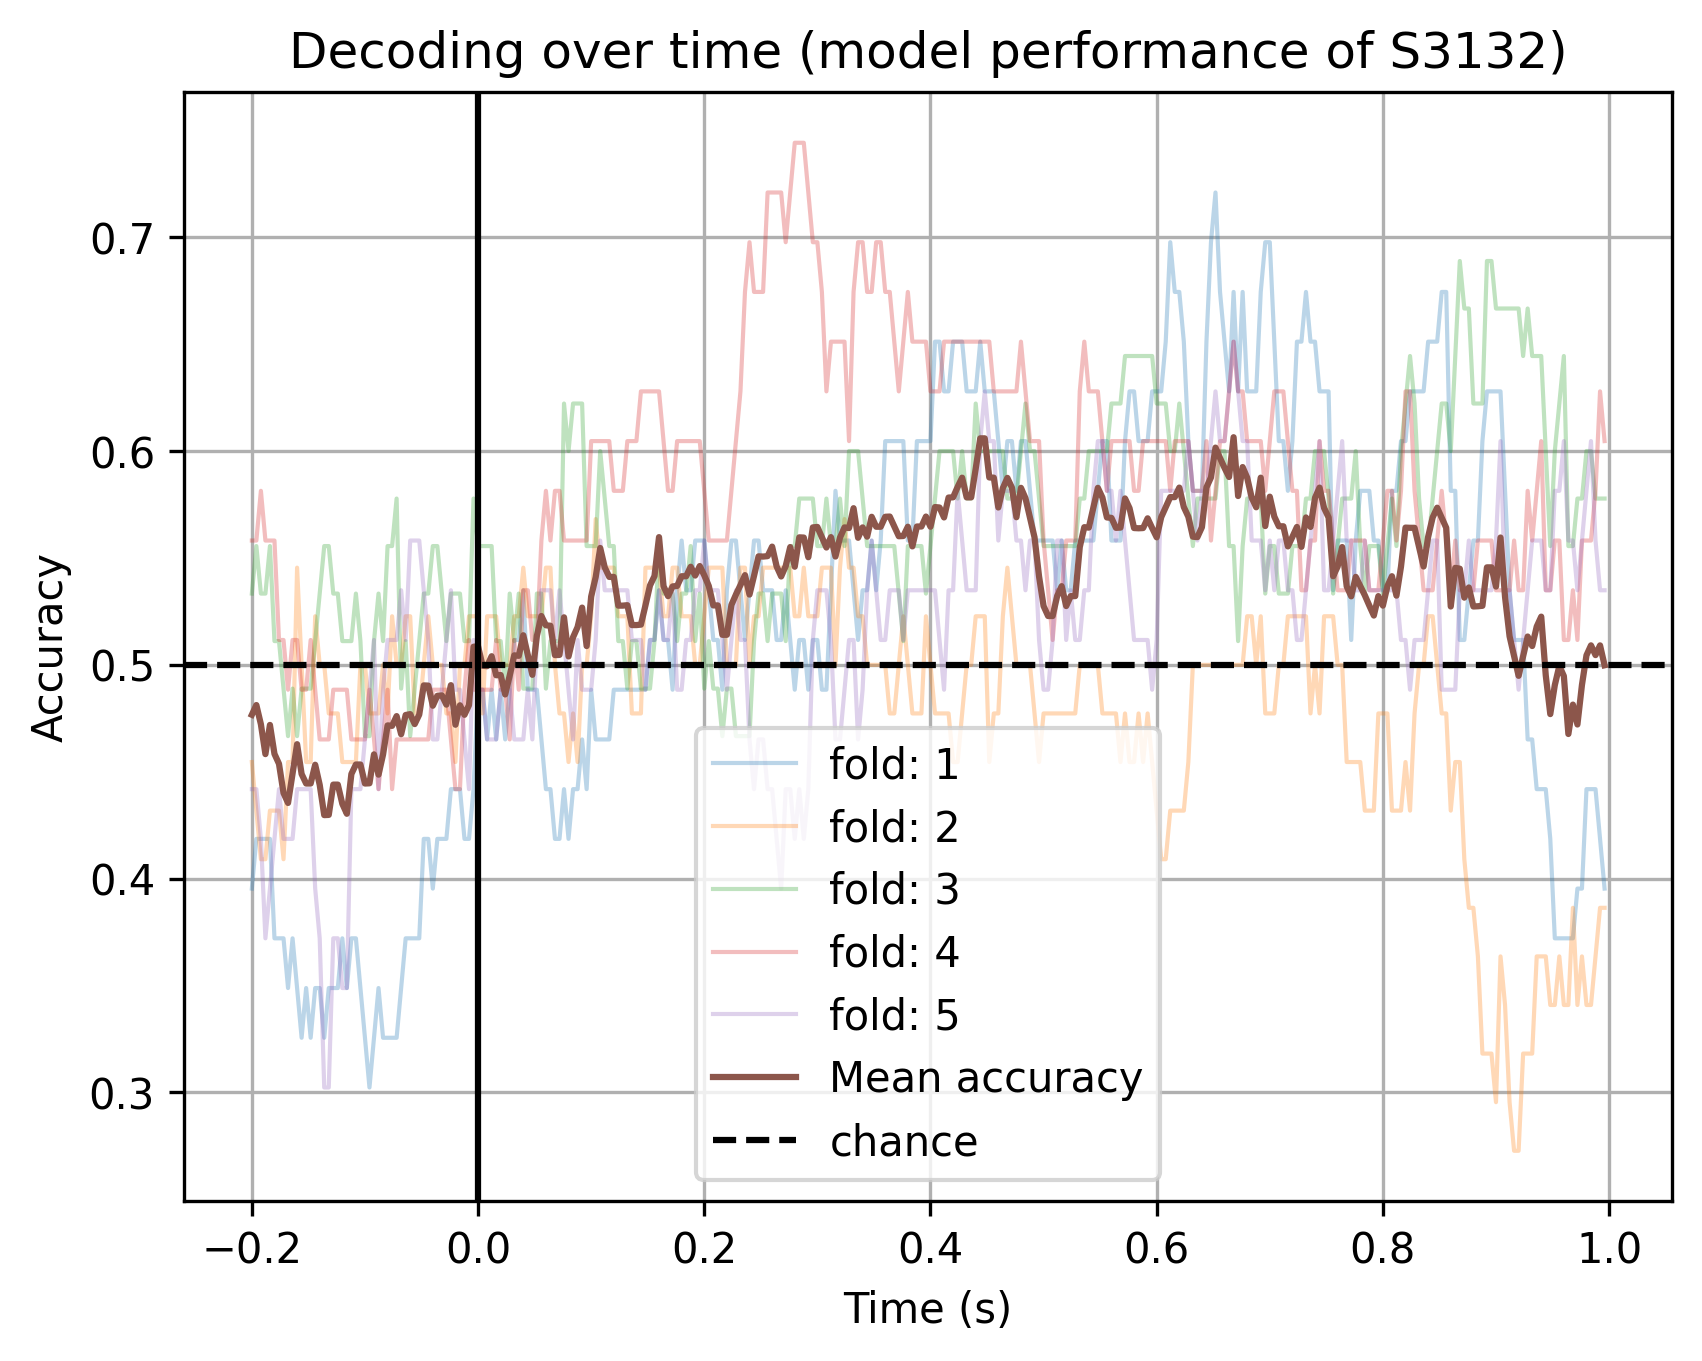 Decoding over time (model performance of S3132)
Accuracy
0.7
0.6
0.5
0.4
0.3
fold: 1
fold: 2
fold: 3
fold: 4
fold: 5
Mean accuracy
chance
−0.2 0.0 0.2 0.4 0.6 0.8 1.0
Time (s)